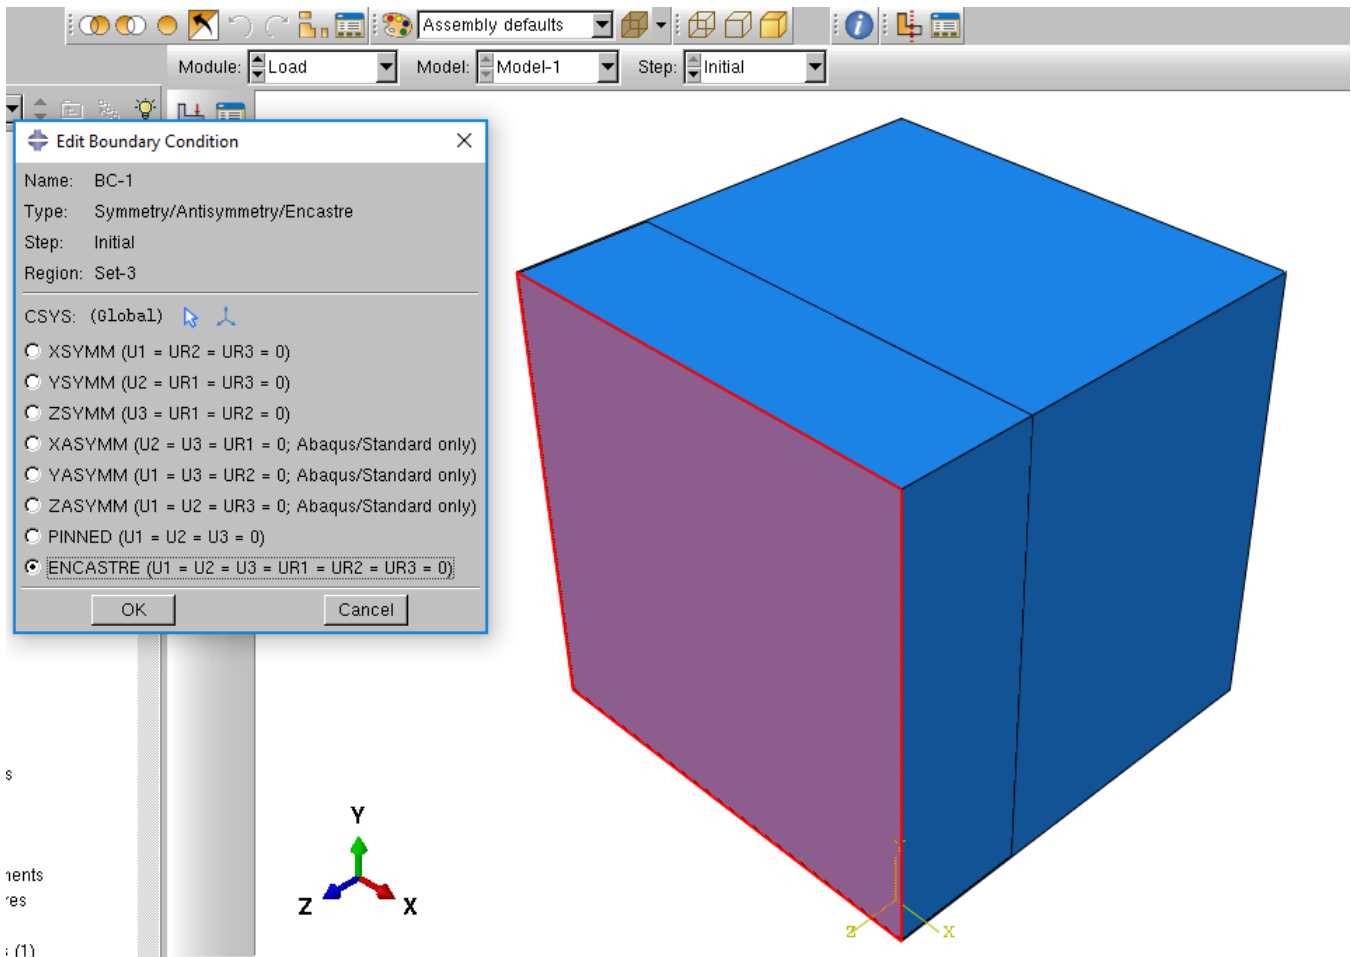 Assembly defaults
Module: Load Model: Model-1 Step: Initial
Edit Boundary Condition
Name: BC-1
Type: Symmetry/Antisymmetry/Encastre
Step: Initial
Region: Set-3
CSYS: (Global)
XSYMM (U1 = UR2 = UR3 = 0)
YSYMM (U2 = UR1 = UR3 = 0)
ZSYMM (U3 = UR1 = UR2 = 0)
XASYMM (U2 = U3 = UR1 = 0; Abaqus/Standard only)
YASYMM (U1 = U3 = UR2 = 0; Abaqus/Standard only)
ZASYMM (U1 = U2 = UR3 = 0; Abaqus/Standard only)
PINNED (U1 = U2 = U3 = 0)
ENCASTRE (U1 = U2 = U3 = UR1 = UR2 = UR3 = 0)
OK Cancel
s
Y
Z X
Z X
(1)